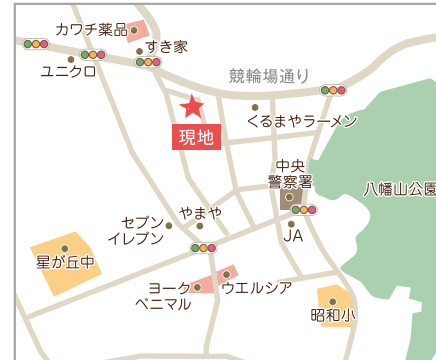 カワチ薬品
すき家
ユニクロ
競輪場通り
くるまやラーメン
現地
中央
警察署
八幡山公園
セブン
イレブン
やまや
JA
星が丘中
ヨーク
ベニマル
ウエルシア
昭和小